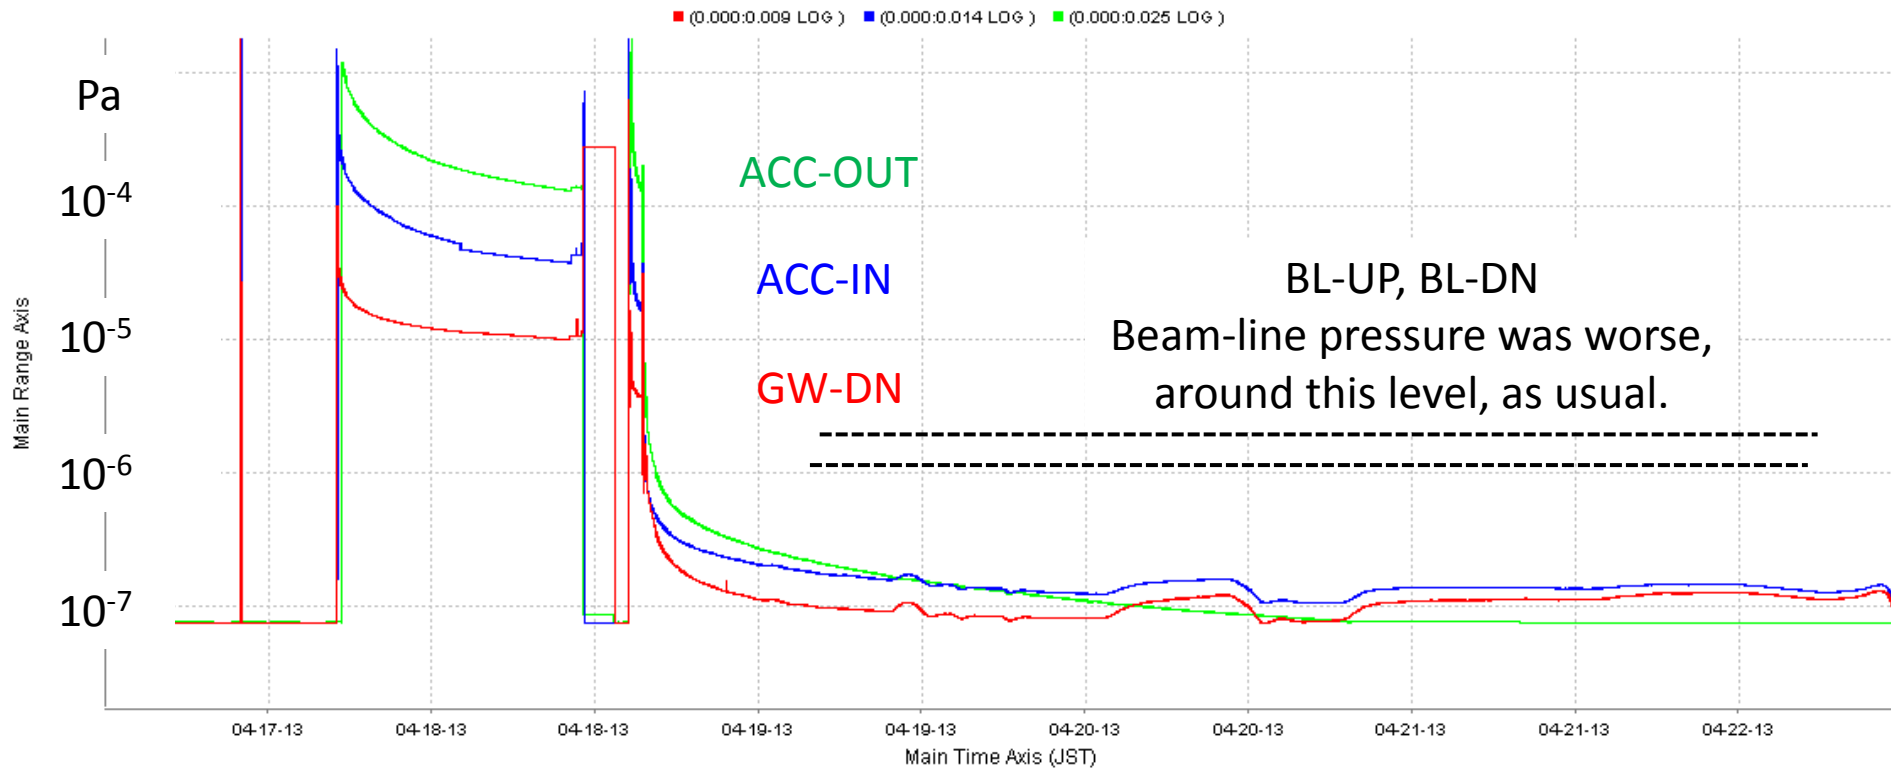 (0.000:0.009 LOG ) (0.000:0.014 LOG ) (0.000:0.025 LOG )
Pa
10-4
10-5
10-6
10-7
Main Range Axis
ACC-OUT
ACC-IN
GW-DN
BL-UP, BL-DN
Beam-line pressure was worse,
around this level, as usual.
04-17-13 04-18-13 04-18-13 04-19-13 04-19-13 04-20-13 04-20-13 04-21-13 04-21-13 04-22-13
Main Time Axis (JST)